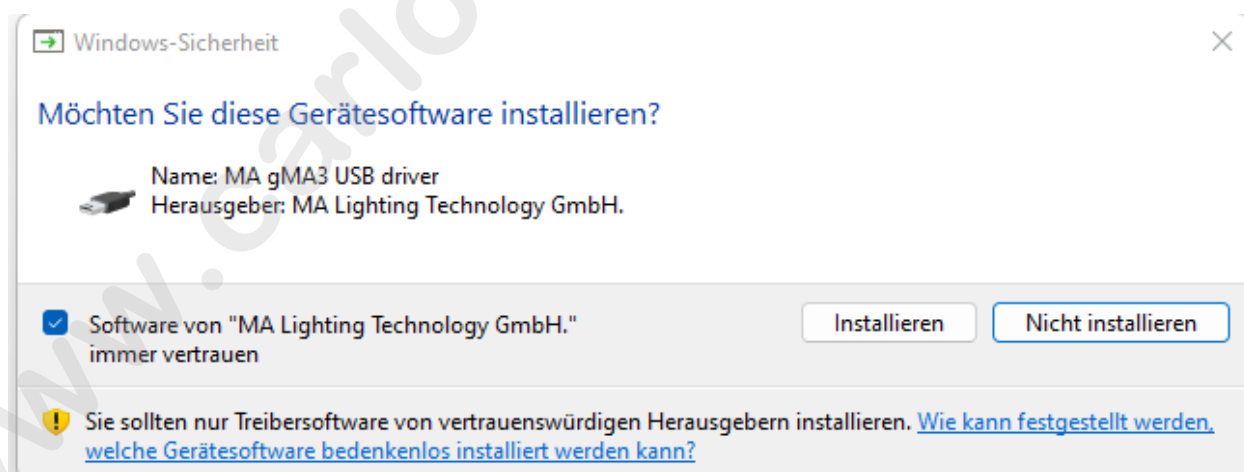 Windows-Sicherheit
Möchten Sie diese Gerätesoftware installieren?
Name: MA gMA3 USB driver
Herausgeber: MA Lighting Technology GmbH.
Software von "MA Lighting Technology GmbH."
immer vertrauen
Installieren
Nicht installieren
Sie sollten nur Treibersoftware von vertrauenswürdigen Herausgebern installieren. Wie kann festgestellt werden,
welche Gerätesoftware bedenkenlos installiert werden kann?